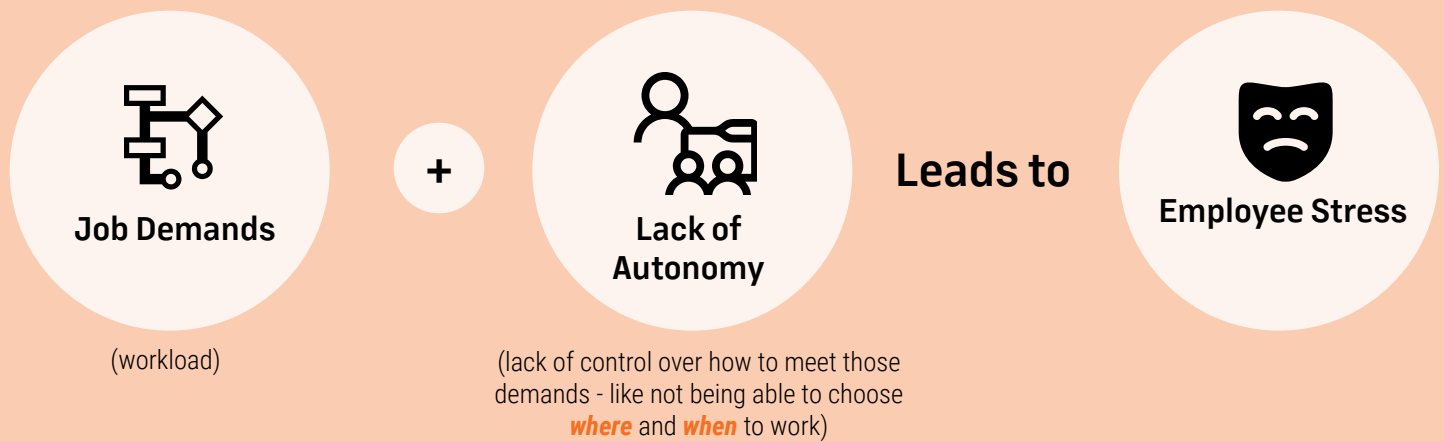 Job Demands
+
Lack of
Autonomy
Leads to
Employee Stress
(workload)
(lack of control over how to meet those
demands - like not being able to choose
where and when to work)